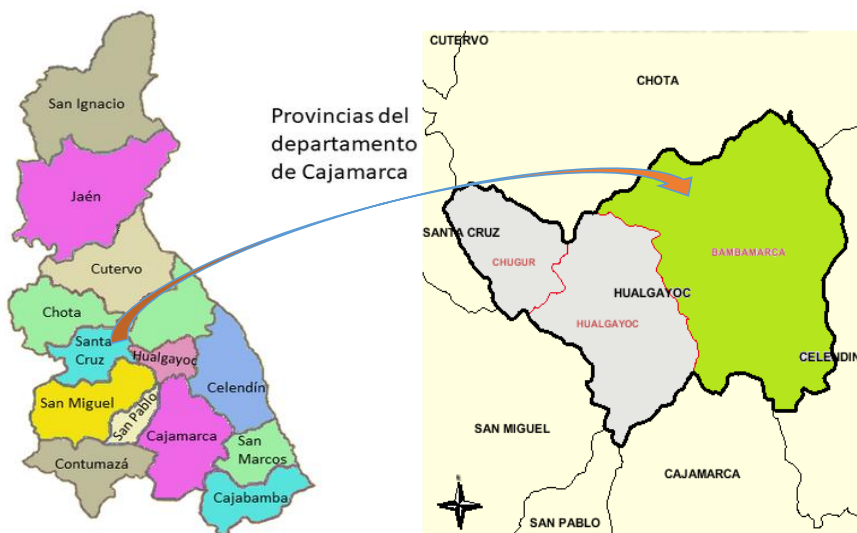 San Ignacio
Jaén
Cutervo
Chota
Santa
Cruz
Hualgayoc
Celendín
San Miguel
San Pablo
Cajamarca
San
Marcos
Contumazá
Cajabamba
Provincias del
departamento
de Cajamarca
CUTERVO
CHOTA
SANTA CRUZ
CHUGUR
BAMBAMARCA
HUALGAYOC
HUALGAYOC
CELENDIN
SAN MIGUEL
CAJAMARCA
SAN PABLO